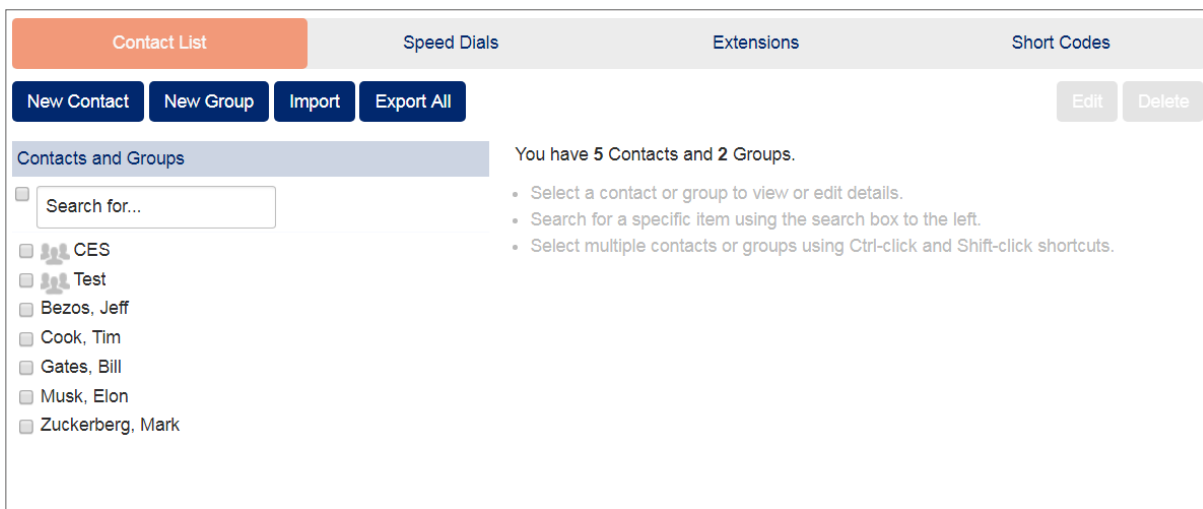 Contact List Speed Dials Extensions Short Codes
New Contact New Group Import Export All Edit Delete
Contacts and Groups
You have 5 Contacts and 2 Groups.
Search for...
Select a contact or group to view or edit details.
Search for a specific item using the search box to the left.
Select multiple contacts or groups using Ctrl-click and Shift-click shortcuts.
CES
Test
Bezos, Jeff
Cook, Tim
Gates, Bill
Musk, Elon
Zuckerberg, Mark